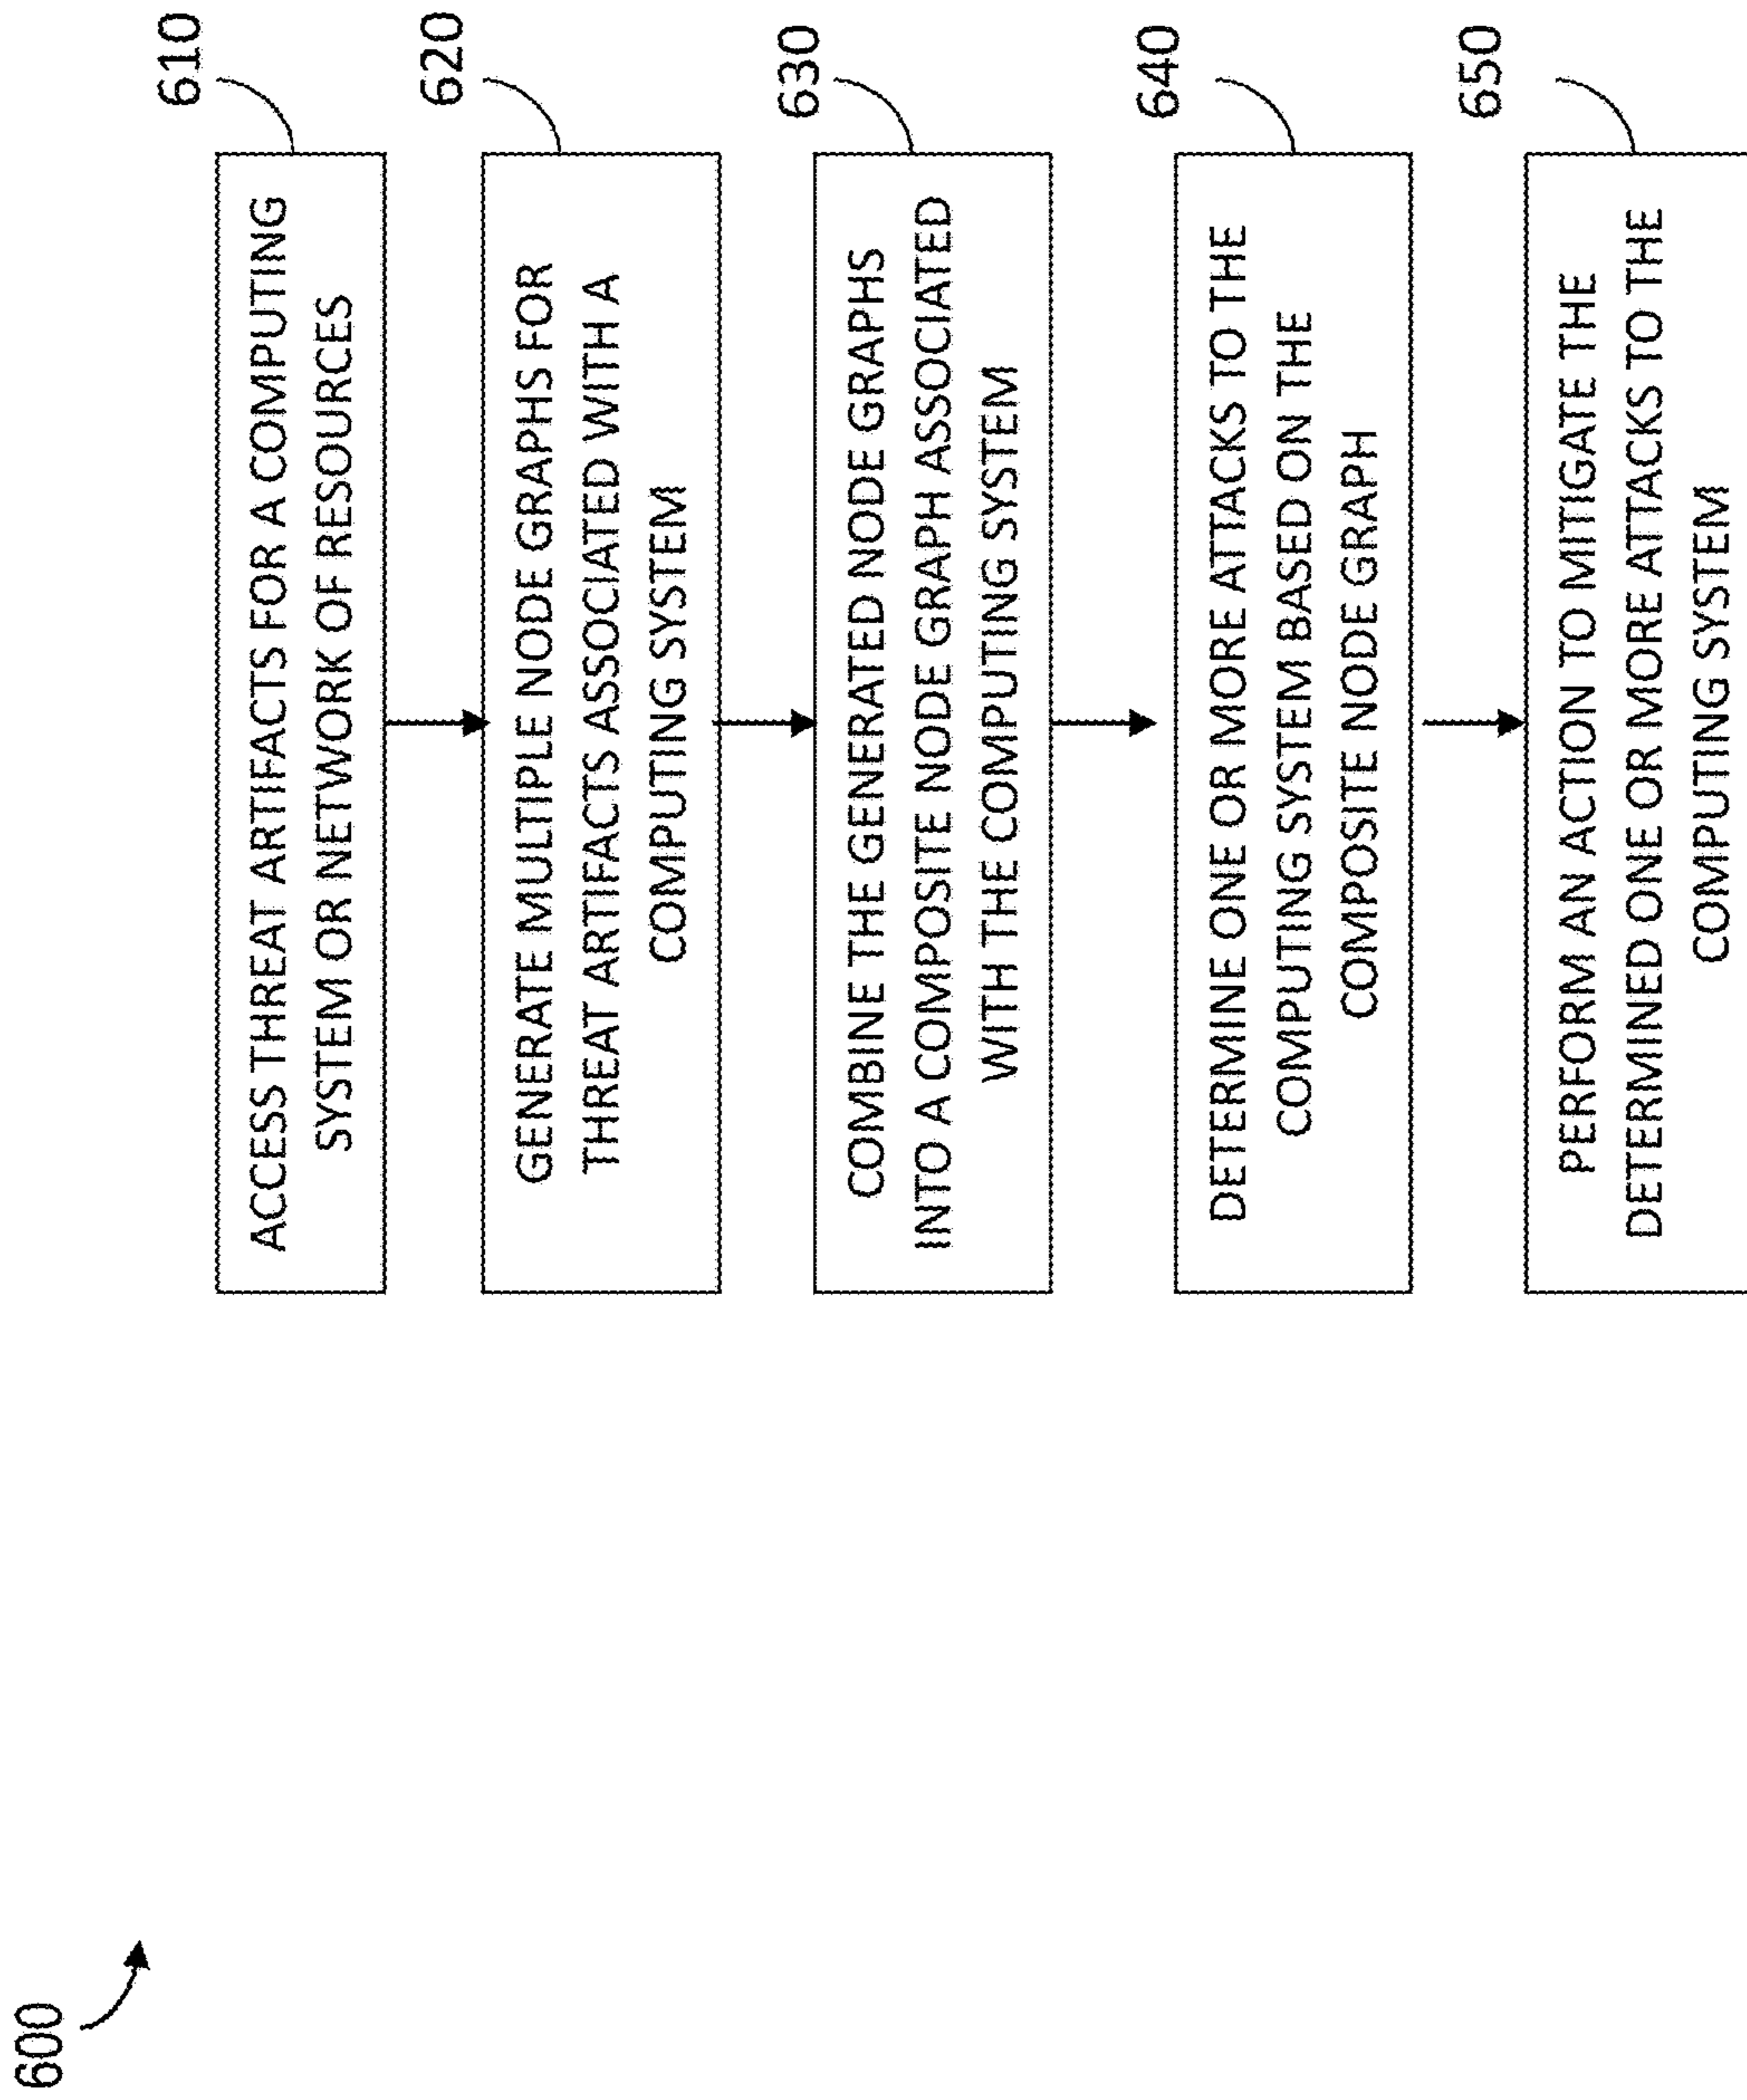 600
610
ACCESS THREAT ARTIFACTS FOR A COMPUTING
SYSTEM OR NETWORK OF RESOURCES
620
GENERATE MULTIPLE NODE GRAPHS FOR
THREAT ARTIFACTS ASSOCIATED WITH A
COMPUTING SYSTEM
630
COMBINE THE GENERATED NODE GRAPHS
INTO A COMPOSITE NODE GRAPH ASSOCIATED
WITH THE COMPUTING SYSTEM
640
DETERMINE ONE OR MORE ATTACKS TO THE
COMPUTING SYSTEM BASED ON THE
COMPOSITE NODE GRAPH
650
PERFORM AN ACTION TO MITIGATE THE
DETERMINED ONE OR MORE ATTACKS TO THE
COMPUTING SYSTEM